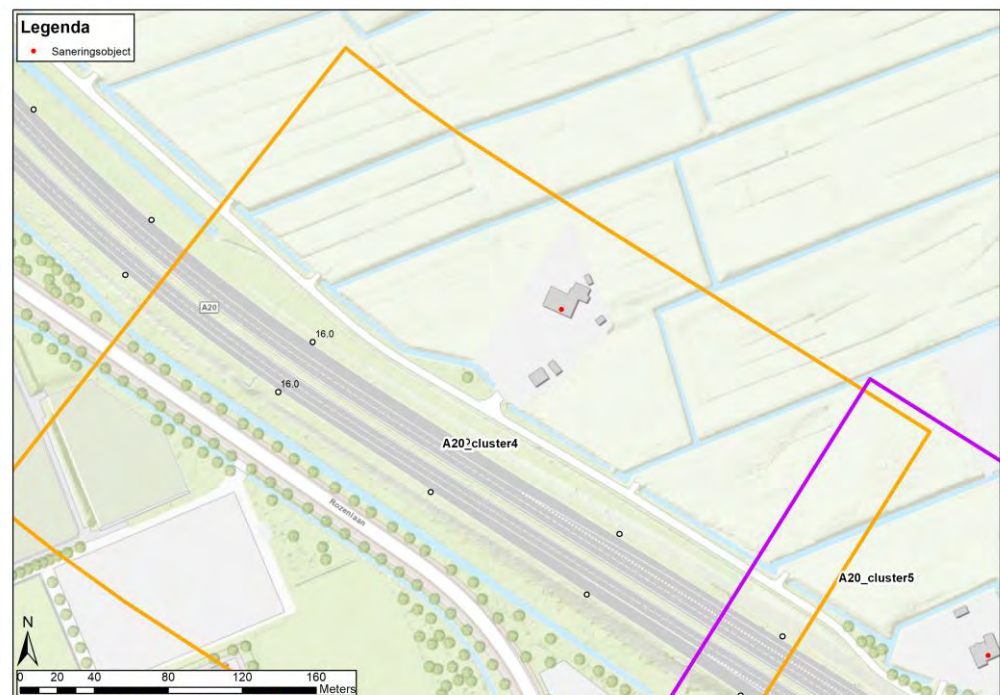 Legenda
Saneringsobject
A20
16.0
16.0
A20_cluster4
Rozenlaan
A20_cluster5
N
0 20 40 80 120 160
Meters